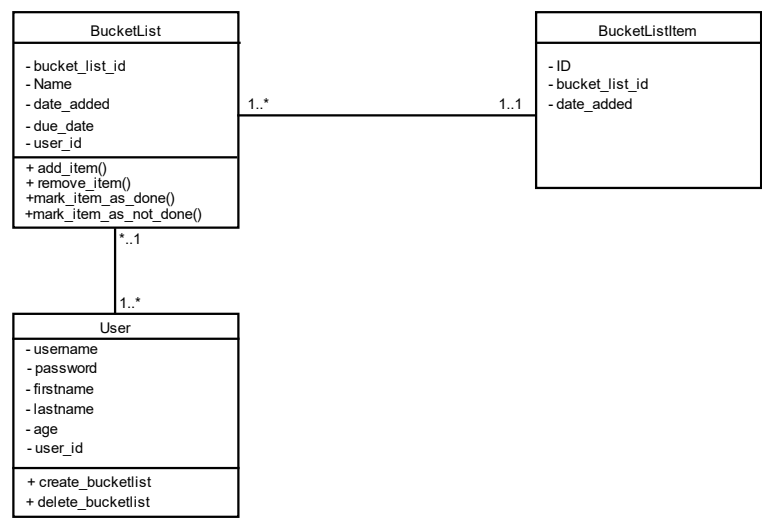 BucketList
- bucket_list_id
- Name
- date_added
- due_date
- user_id
+ add_item()
+ remove_item()
+mark_item_as_done()
+mark_item_as_not_done()
1..*
1..1
BucketListItem
- ID
- bucket_list_id
- date_added
*..1
1..*
User
- username
- password
- firstname
- lastname
- age
- user_id
+ create_bucketlist
+ delete_bucketlist